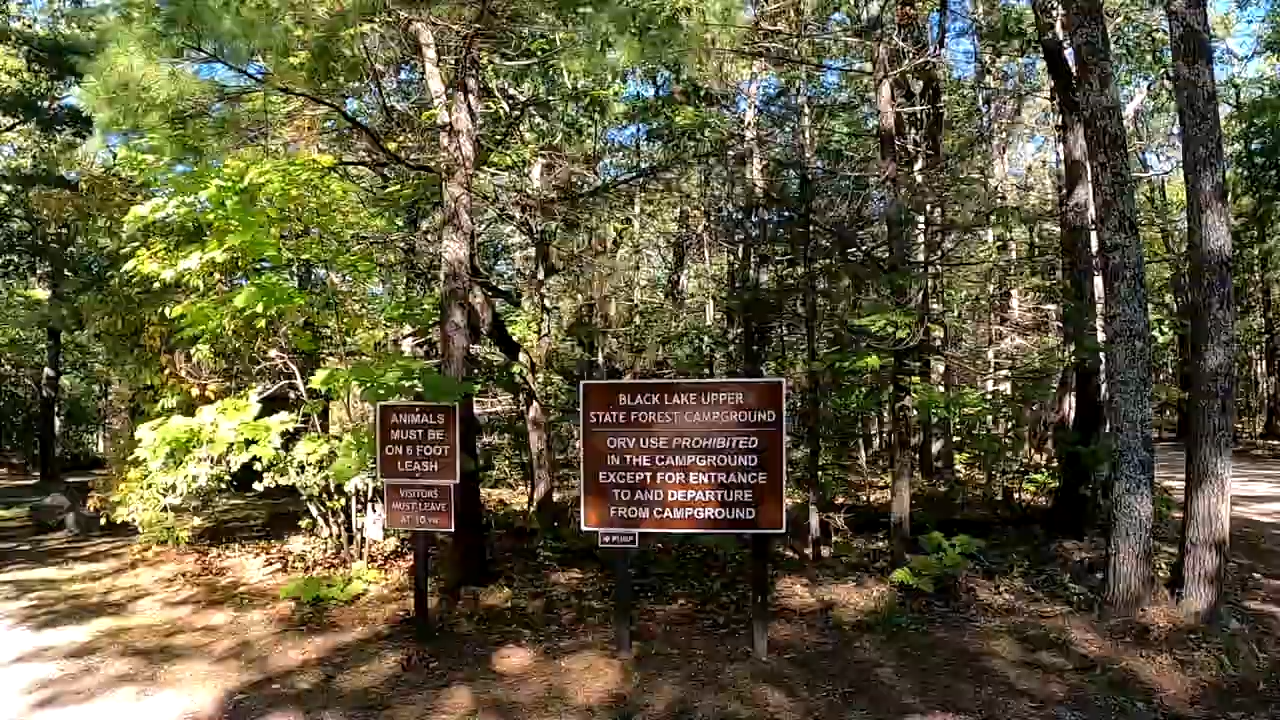 ANIMALS
MUST BE
ON 6 FOOT
LEASH
VISITORS
MUST LEAVE
AT 10 PM
BLACK LAKE UPPER
STATE FOREST CAMPGROUND
ORV USE PROHIBITED
IN THE CAMPGROUND
EXCEPT FOR ENTRANCE
TO AND DEPARTURE
FROM CAMPGROUND
PUMP